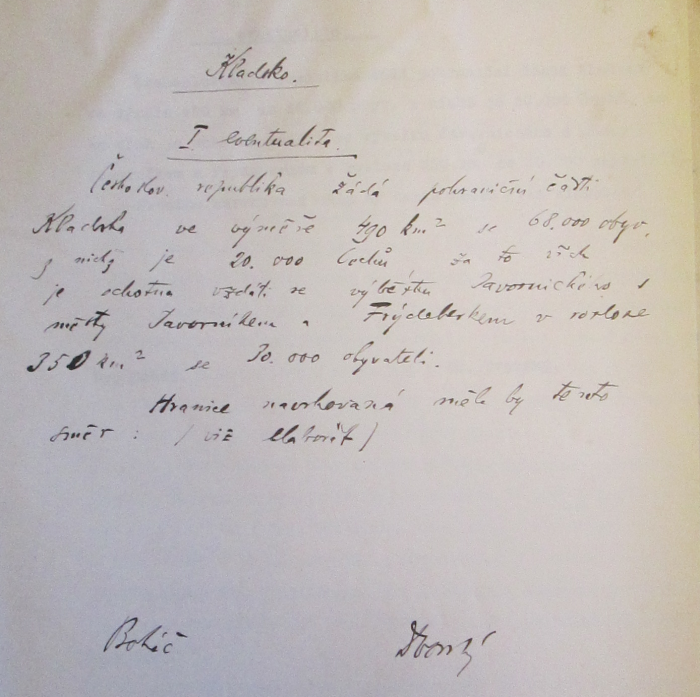 Kladsko.
I. eventualita.
Českoslov. republika žádá pohraniční části
Kladska ve výměře 490 km² se 68.000 obyv.
z nichž je 20.000 Čechů za to
je ochotna vzdáti se výběžku Javornického s
městy Javorníkem a Frýdeberkem v rozloze
350 km² se 30.000 obyvateli.
Hranice navrhovaná měla by tento
směr : (viz elaborát)
Dvorský